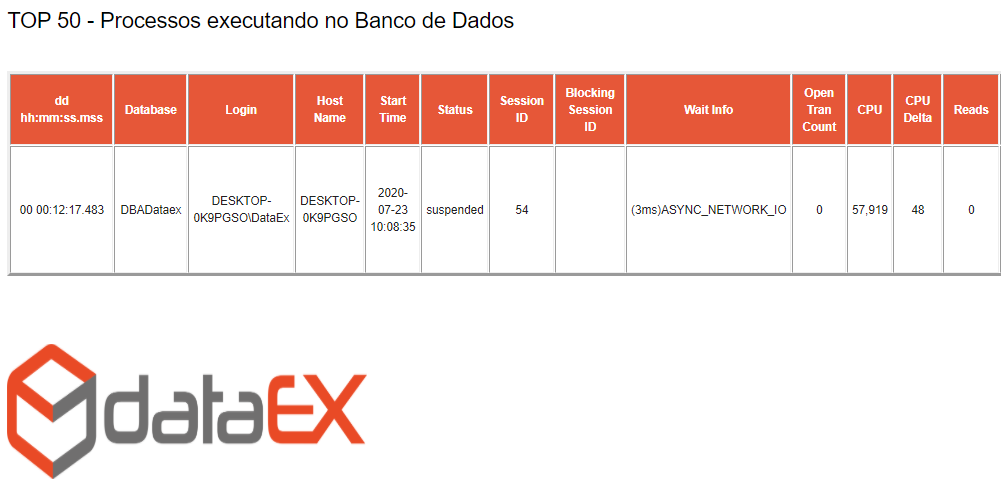 TOP 50 - Processos executando no Banco de Dados
dd hh:mm:ss.mss Database Login Host Name Start Time Status Session ID Blocking Session ID Wait Info Open Tran Count CPU CPU Delta Reads
00 00:12:17.483 DBADataex DESKTOP-0K9PGSO\DataEx DESKTOP-0K9PGSO 2020-07-23 10:08:35 suspended 54 (3ms)ASYNC_NETWORK_IO 0 57,919 48 0
dataEX